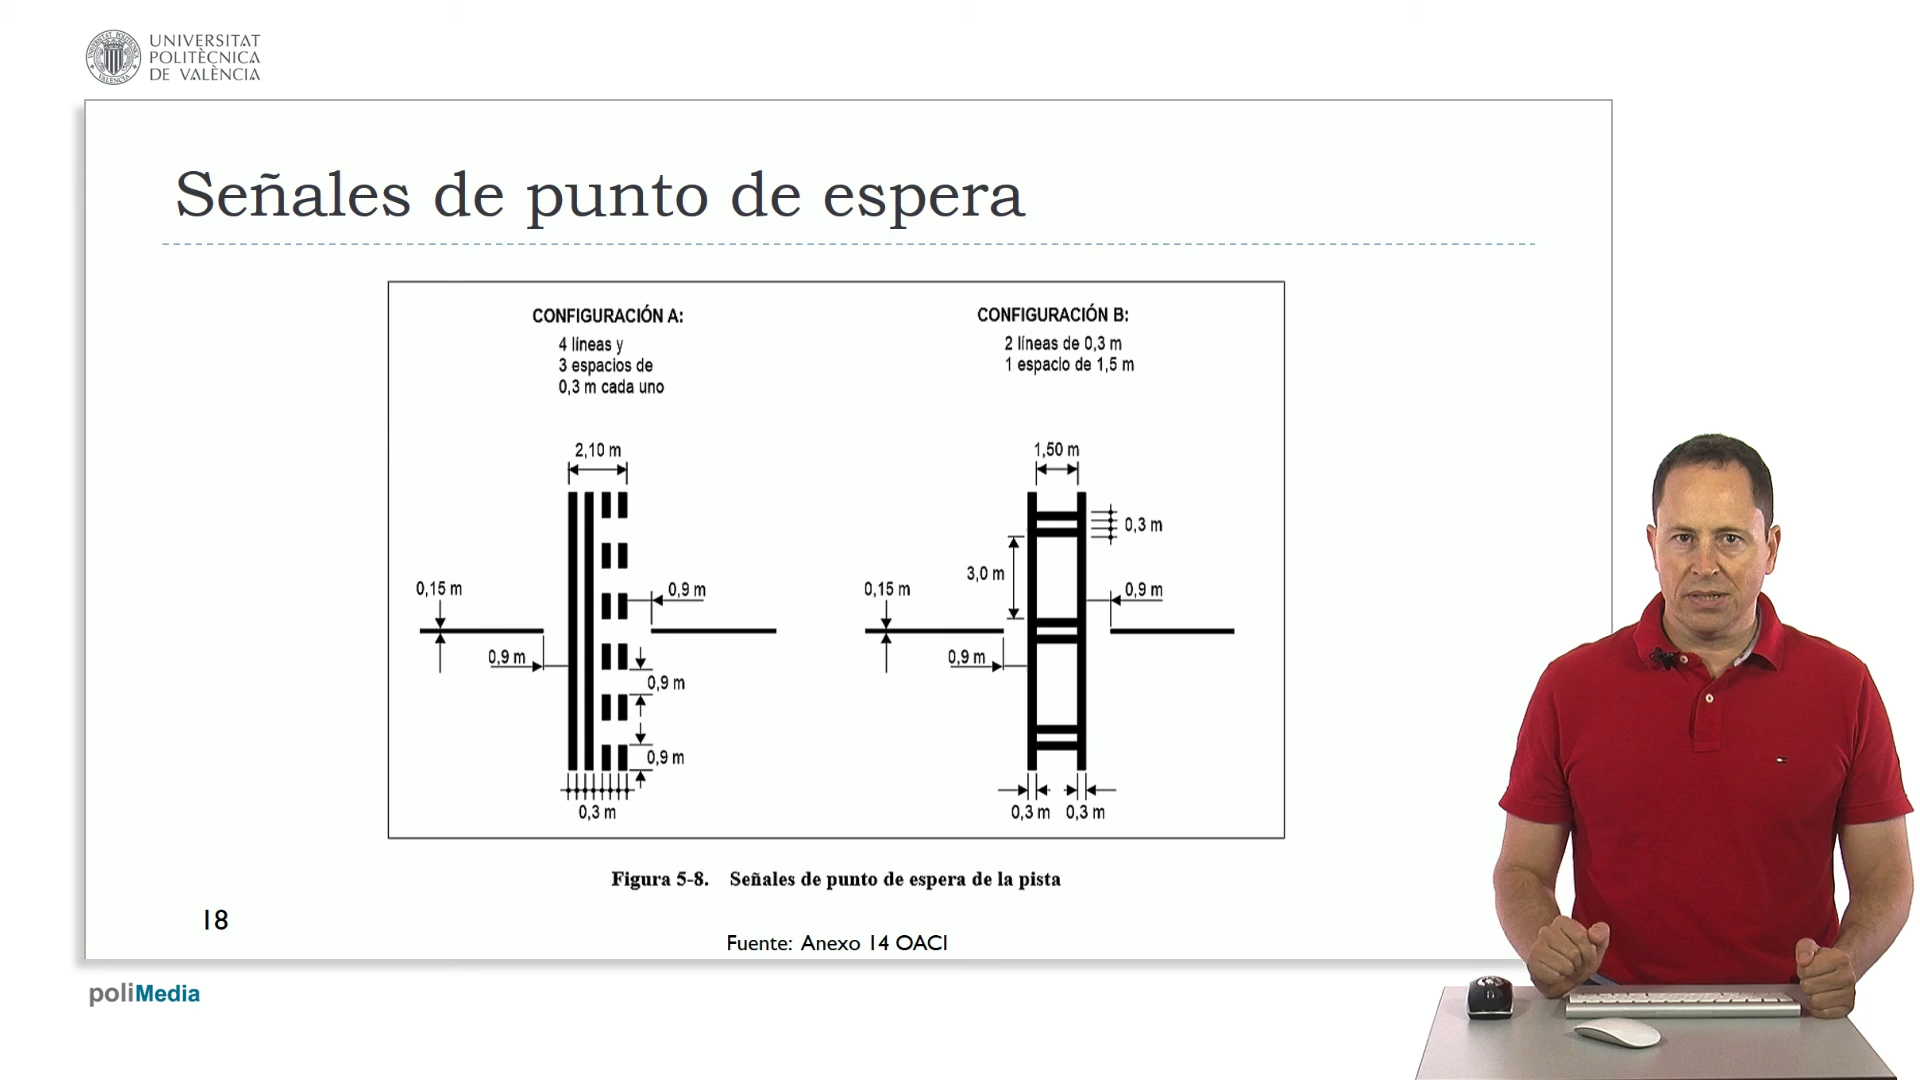 UNIVERSITAT
POLITÈCNICA
DE VALÈNCIA
Señales de punto de espera
CONFIGURACIÓN A:
4 líneas y
3 espacios de
0,3 m cada uno
CONFIGURACIÓN B:
2 líneas de 0,3 m
1 espacio de 1,5 m
2,10 m
1,50 m
0,3 m
3,0 m
0,15 m
0,9 m
0,15 m
0,9 m
0,9 m
0,9 m
0,9 m
0,9 m
0,3 m
0,3 m
0,3 m
Figura 5-8. Señales de punto de espera de la pista
18
Fuente: Anexo 14 OACI
poliMedia